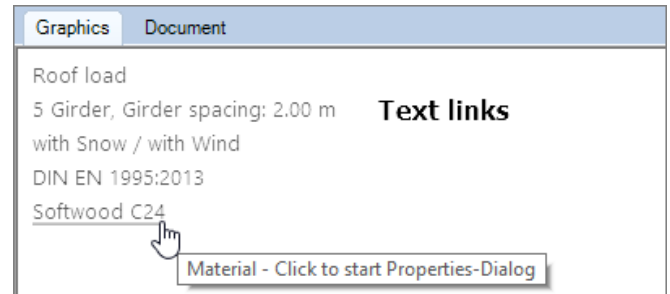 Graphics Document
Roof load
5 Girder, Girder spacing: 2.00 m Text links
with Snow / with Wind
DIN EN 1995:2013
Softwood C24
Material - Click to start Properties-Dialog